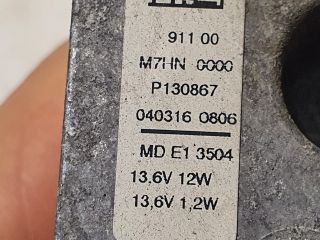 911 00
M7HN 0000
P130867
040316 0806
MD E1 3504
13.6V 12W
13,6V 1,2W